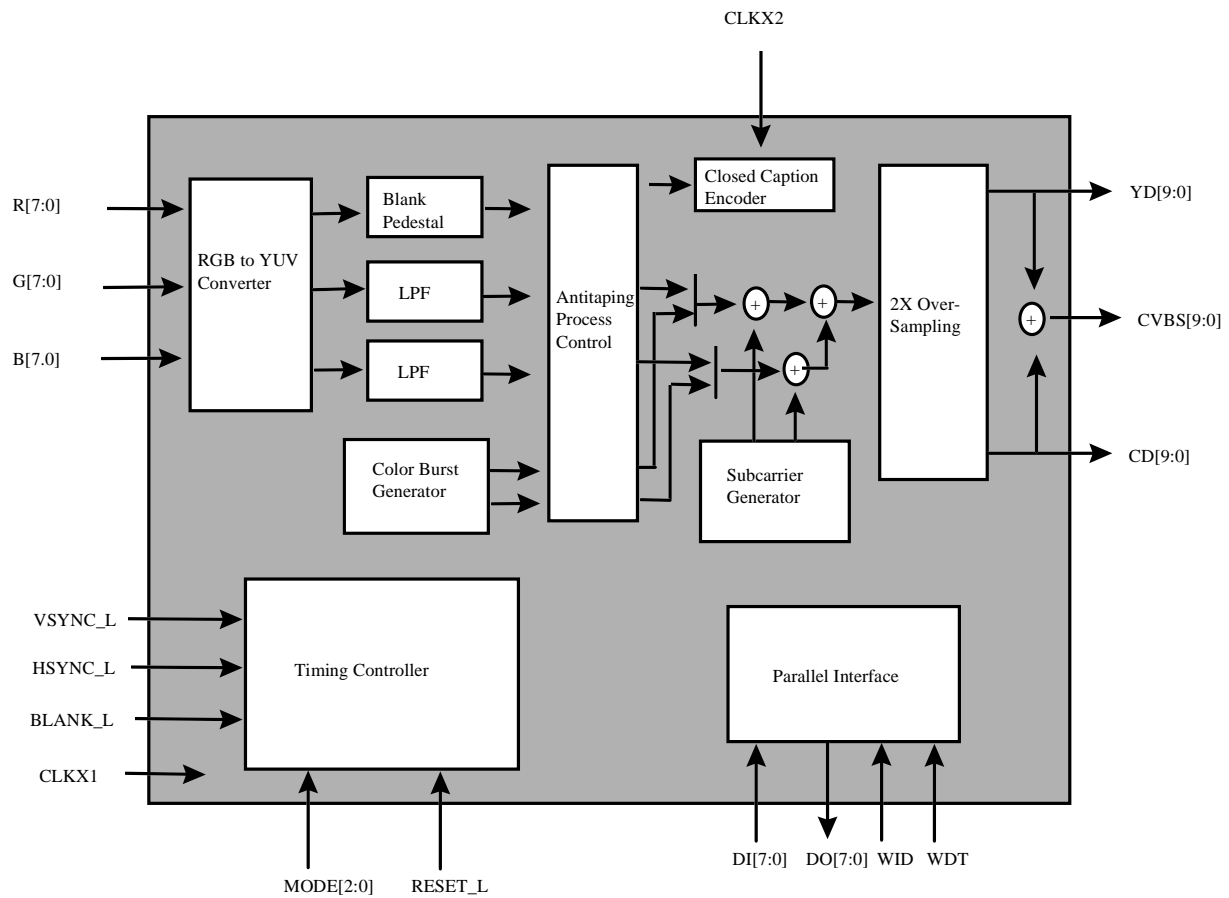 CLKX2
R[7:0]
G[7:0]
B[7.0]
RGB to YUV
Converter
Blank
Pedestal
LPF
LPF
Color Burst
Generator
Antitaping
Process
Control
Closed Caption
Encoder
+
+
+
Subcarrier
Generator
2X Over-
Sampling
+
YD[9:0]
CVBS[9:0]
CD[9:0]
VSYNC_L
HSYNC_L
BLANK_L
CLKX1
Timing Controller
MODE[2:0]
RESET_L
Parallel Interface
DI[7:0]
DO[7:0]
WID
WDT